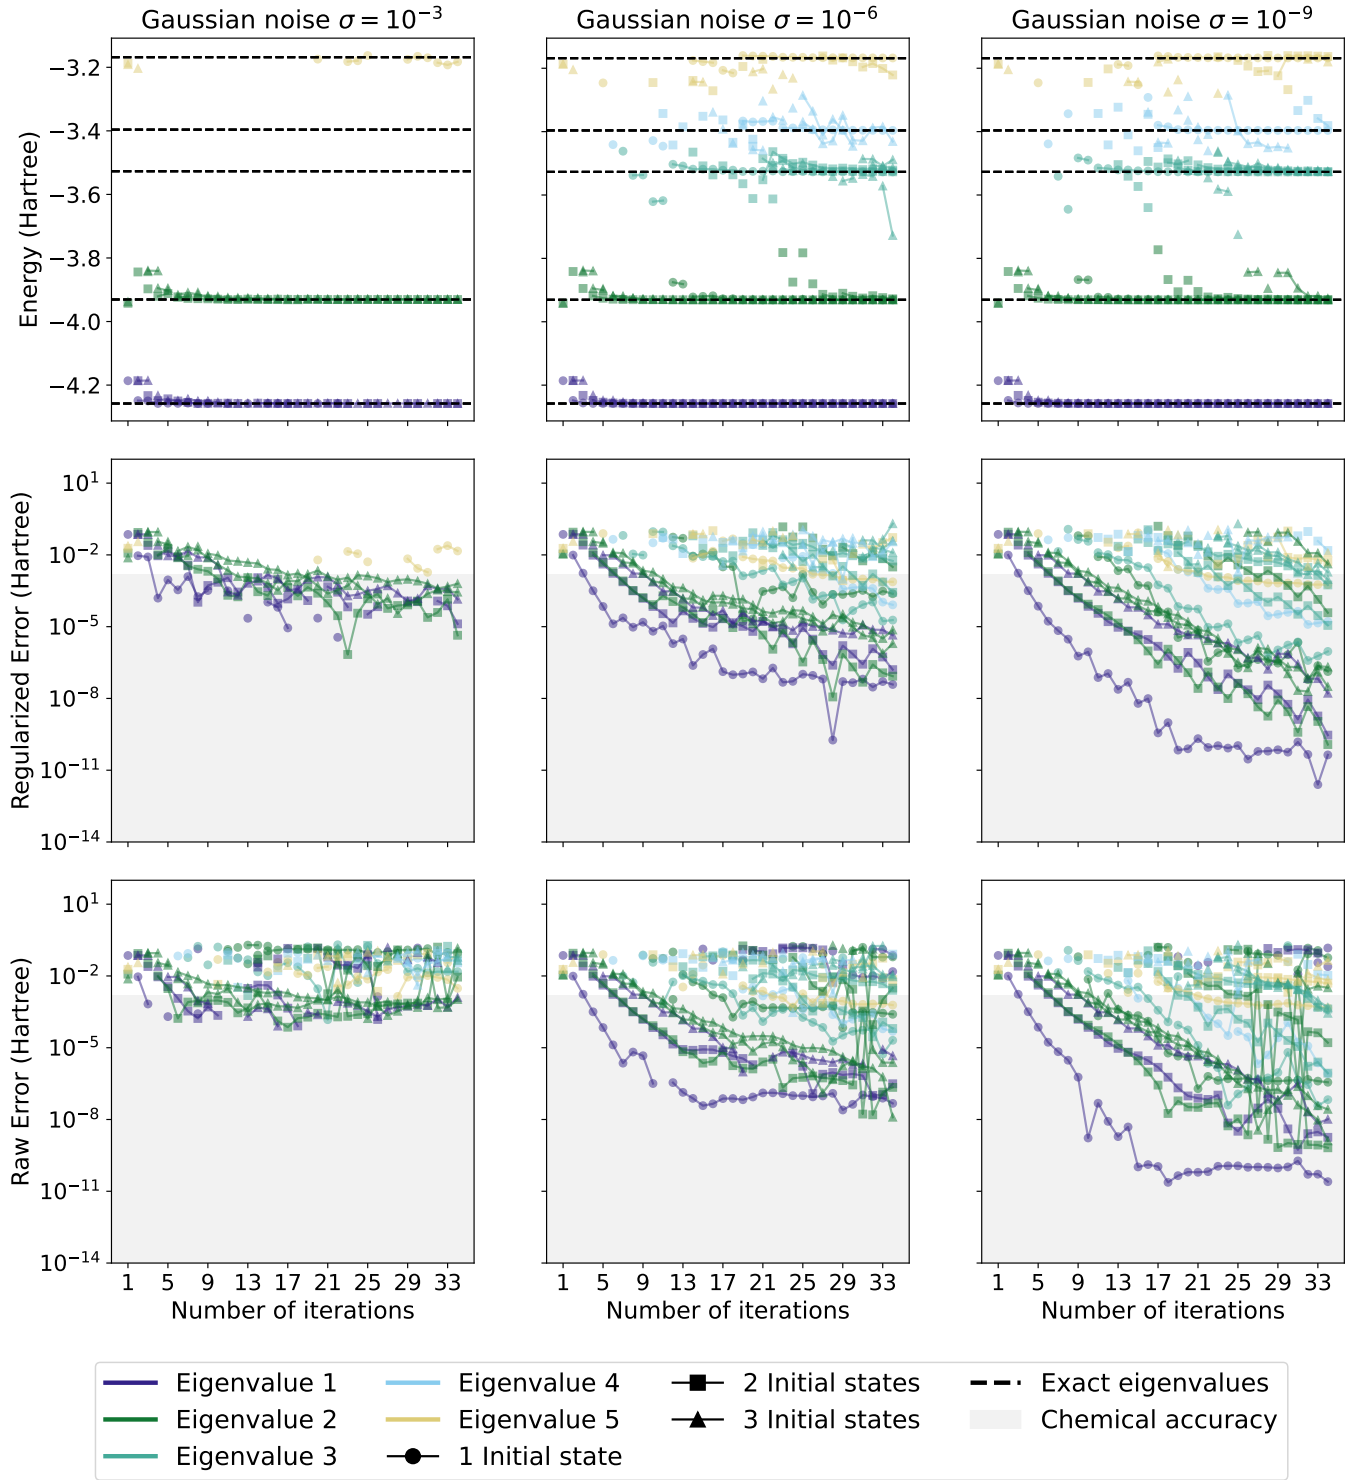 Gaussian noise σ = 10⁻³ Gaussian noise σ = 10⁻⁶ Gaussian noise σ = 10⁻⁹
Energy (Hartree)
−3.2
−3.4
−3.6
−3.8
−4.0
−4.2
Regularized Error (Hartree)
10¹
10⁻²
10⁻⁵
10⁻⁸
10⁻¹¹
10⁻¹⁴
Raw Error (Hartree)
10¹
10⁻²
10⁻⁵
10⁻⁸
10⁻¹¹
10⁻¹⁴
1 5 9 13 17 21 25 29 33 1 5 9 13 17 21 25 29 33 1 5 9 13 17 21 25 29 33
Number of iterations Number of iterations Number of iterations
Eigenvalue 1 Eigenvalue 4 2 Initial states Exact eigenvalues
Eigenvalue 2 Eigenvalue 5 3 Initial states Chemical accuracy
Eigenvalue 3 1 Initial state